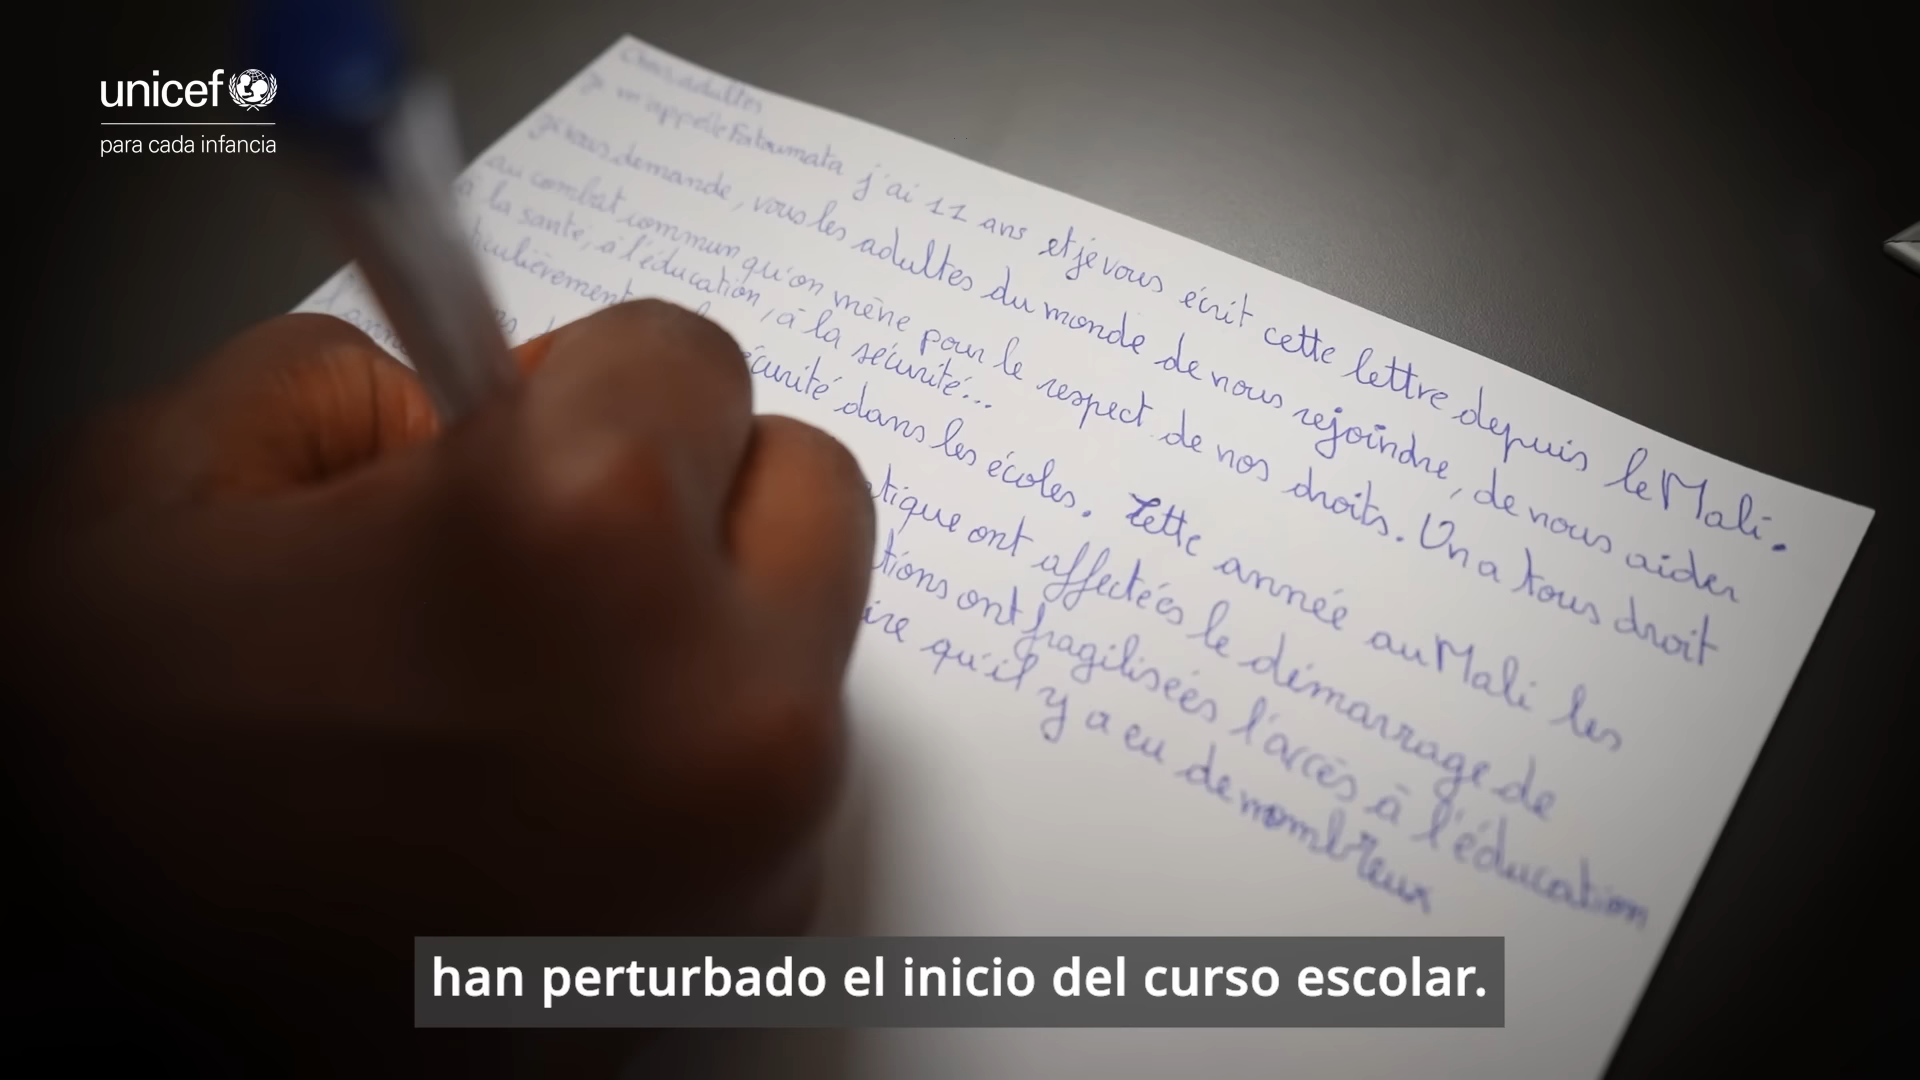 unicef
para cada infancia
Chers adultes
Je m'appelle Fatoumata j'ai 11 ans et je vous écrit cette lettre depuis le Mali.
Je vous demande, vous les adultes du monde de nous rejoindre, de nous aider
au combat commun qu'on mène pour le respect de nos droits. On a tous droit
à la santé, à l'éducation, à la sécurité...
dans les écoles. Cette année au Mali les
ont affectées le démarrage de
ont fragilisées l'accès à l'éducation
qu'il y a eu de nombreux
han perturbado el inicio del curso escolar.